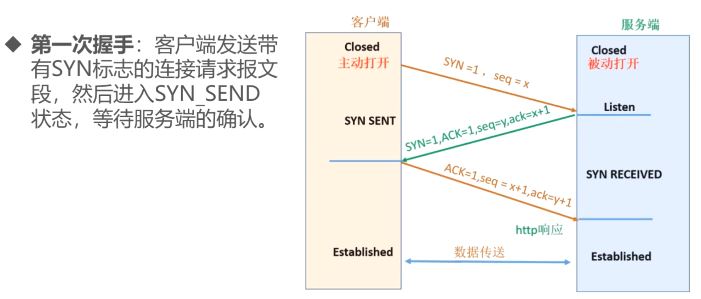 ◆ 第一次握手：客户端发送带
有SYN标志的连接请求报文
段，然后进入SYN_SEND
状态，等待服务端的确认。
客户端
服务端
Closed
主动打开
Closed
被动打开
SYN =1 、 seq = x
Listen
SYN SENT
SYN=1,ACK=1,seq=y,ack=x+1
SYN RECEIVED
ACK=1,seq = x+1,ack=y+1
http响应
Established
数据传送
Established